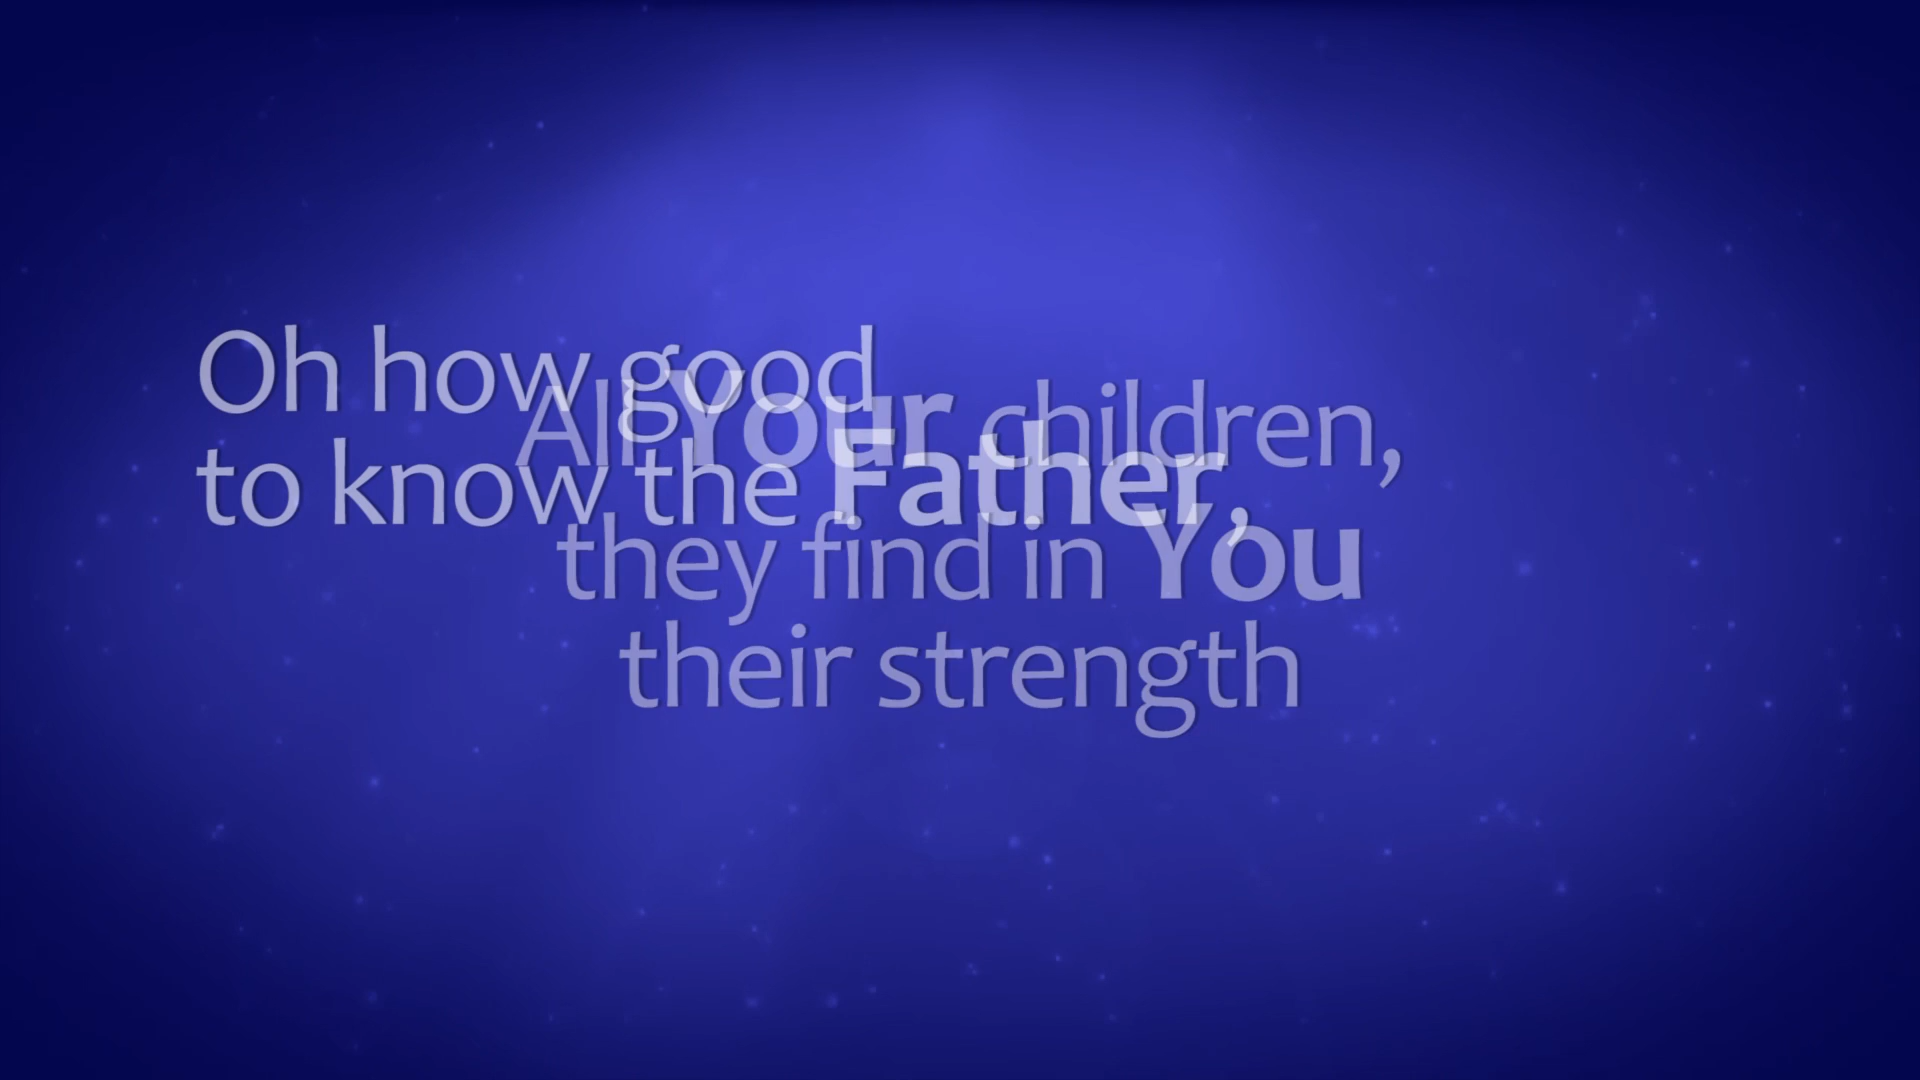 Oh how good
to know the Father,
All Your children,
they find in You
their strength